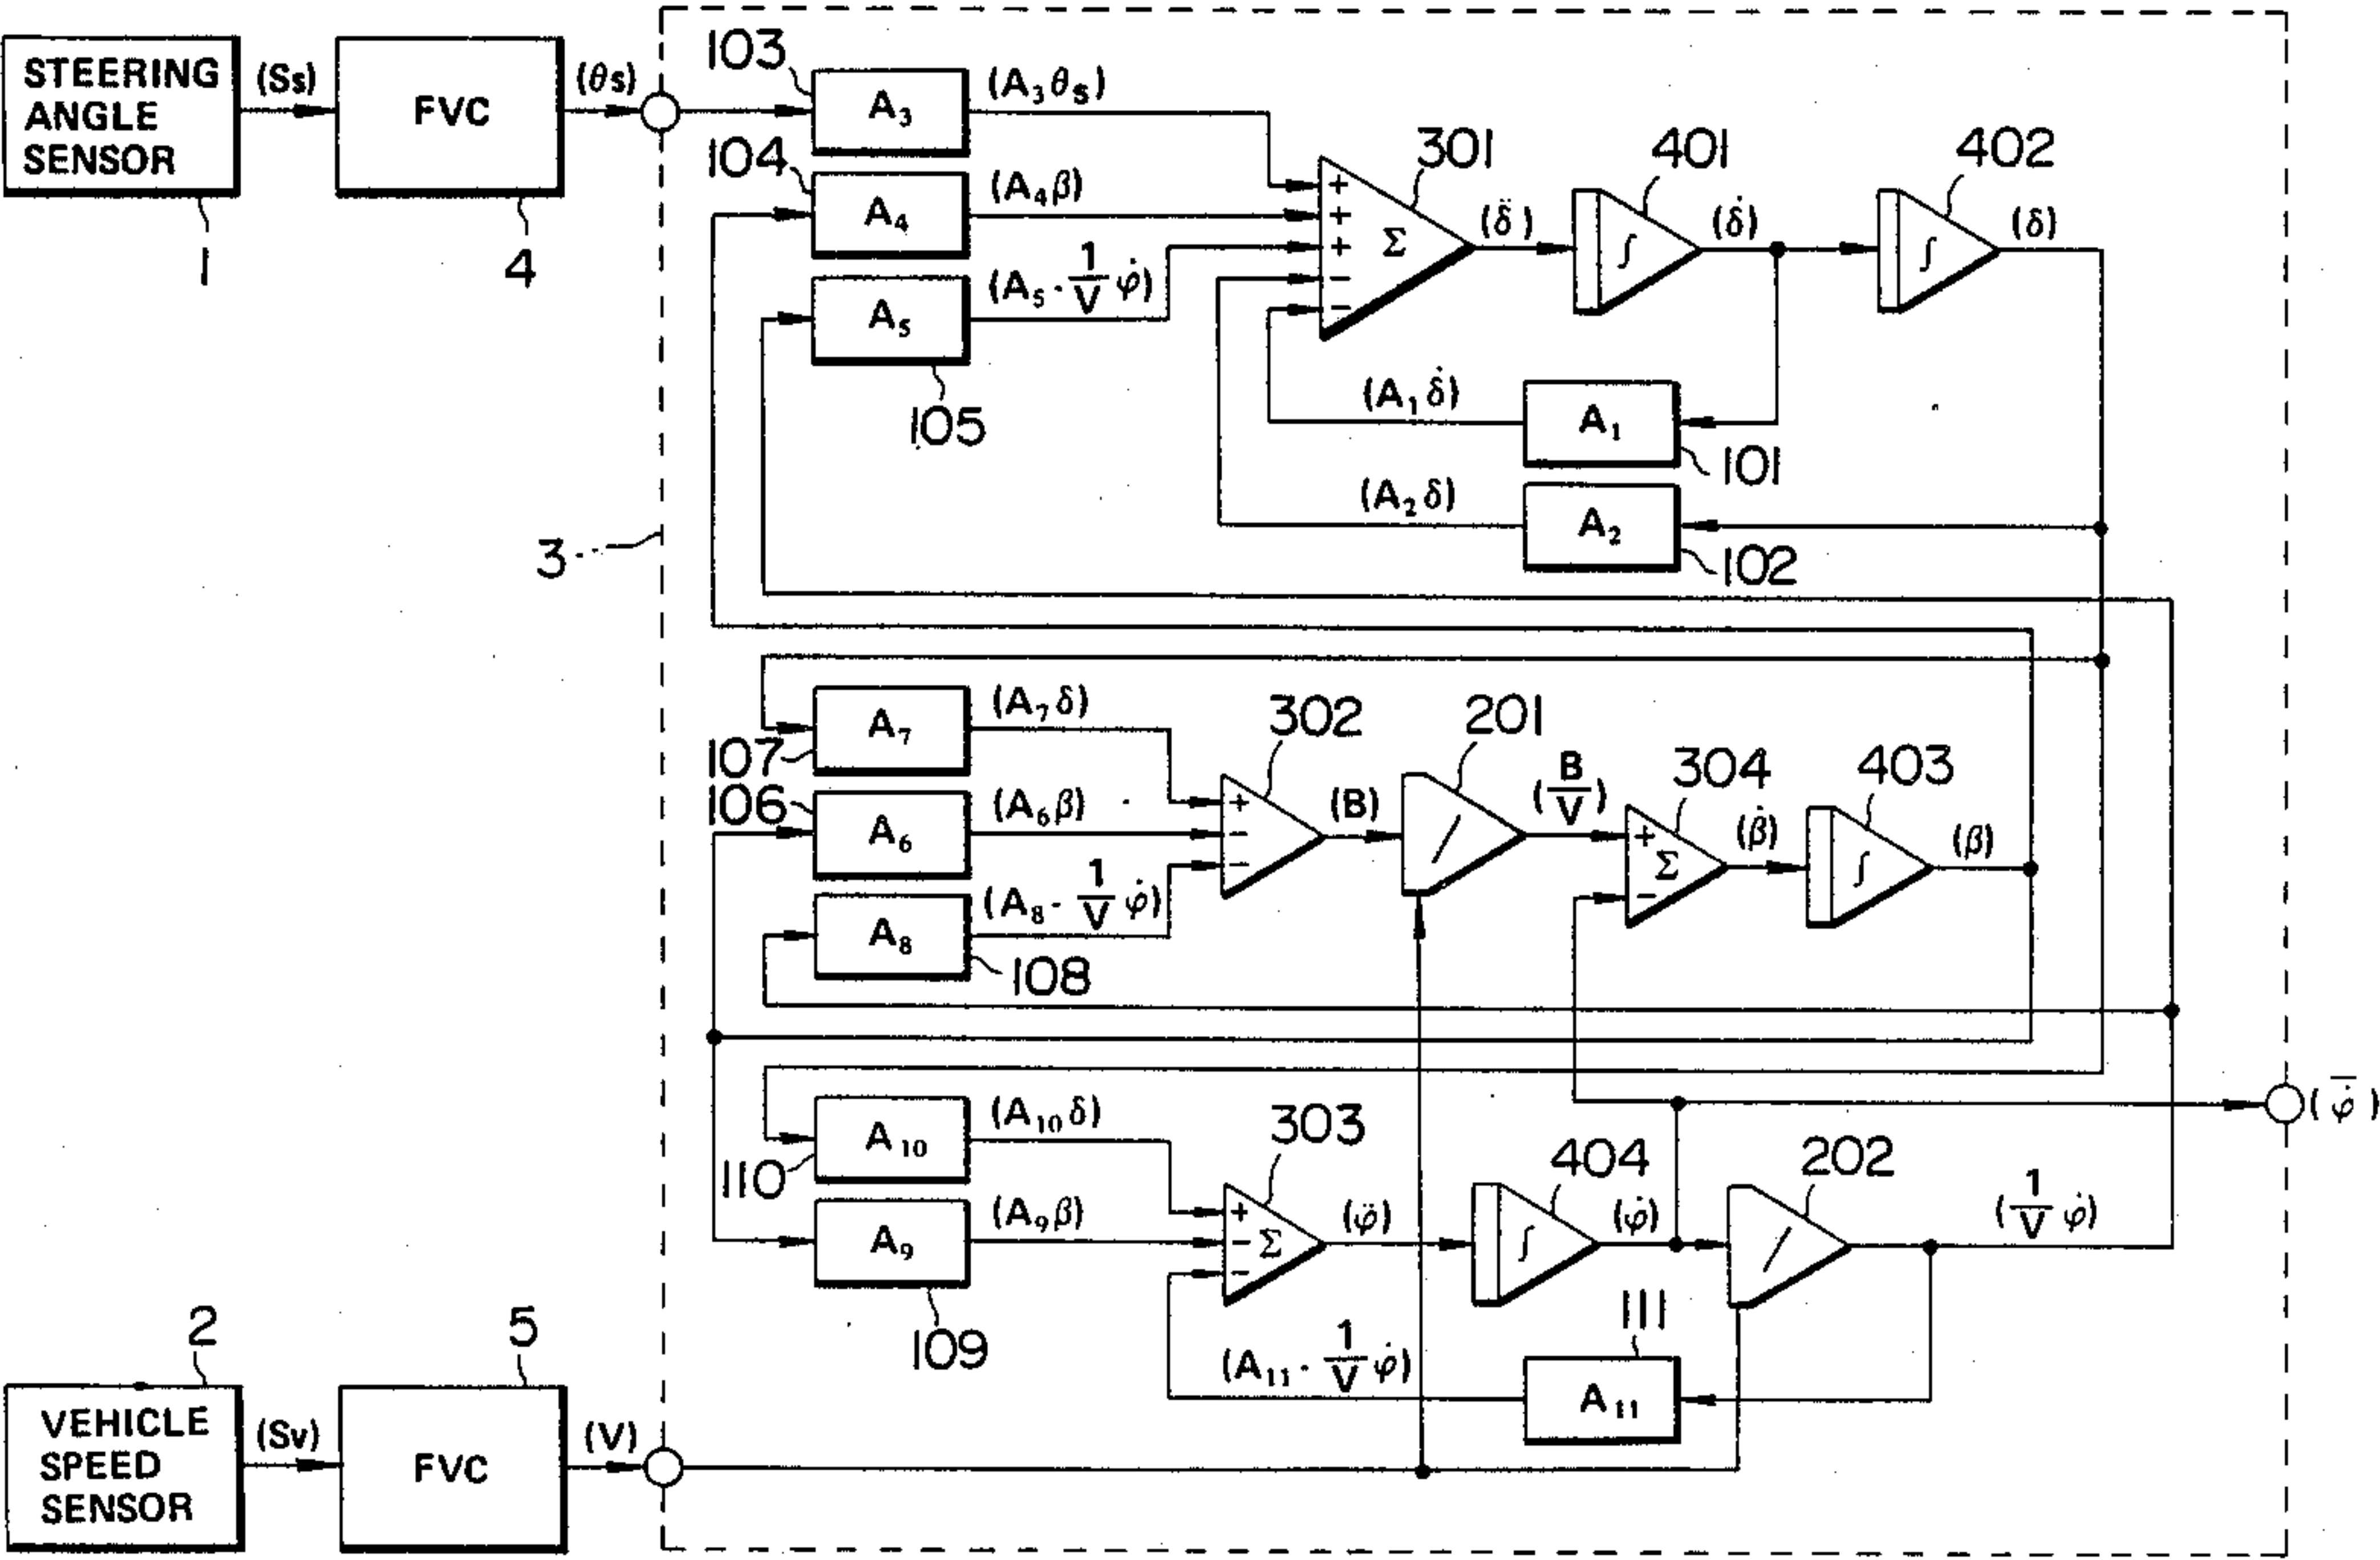 STEERING
ANGLE
SENSOR
1
(Ss)
FVC
4
(θs)
103
A₃
(A₃θs)
104
A₄
(A₄β)
A₅
(A₅·1/V φ̇)
105
+
+
+
−
−
Σ
301
(δ̈)
401
∫
(δ̇)
402
∫
(δ)
(A₁δ̇)
A₁
101
(A₂δ)
A₂
102
3
A₇
(A₇δ)
107
106
A₆
(A₆β)
A₈
(A₈-1/V φ̇)
108
302
+
−
−
(B)
201
/
(B/V)
304
+
Σ
−
(β̇)
403
∫
(β)
A₁₀
(A₁₀δ)
110
A₉
(A₉β)
109
303
+
−
Σ
−
(φ̈)
404
∫
(φ̇)
202
/
(1/V φ̇)
(φ̇̅)
111
A₁₁
(A₁₁·1/V φ̇)
2
VEHICLE
SPEED
SENSOR
(Sv)
5
FVC
(V)